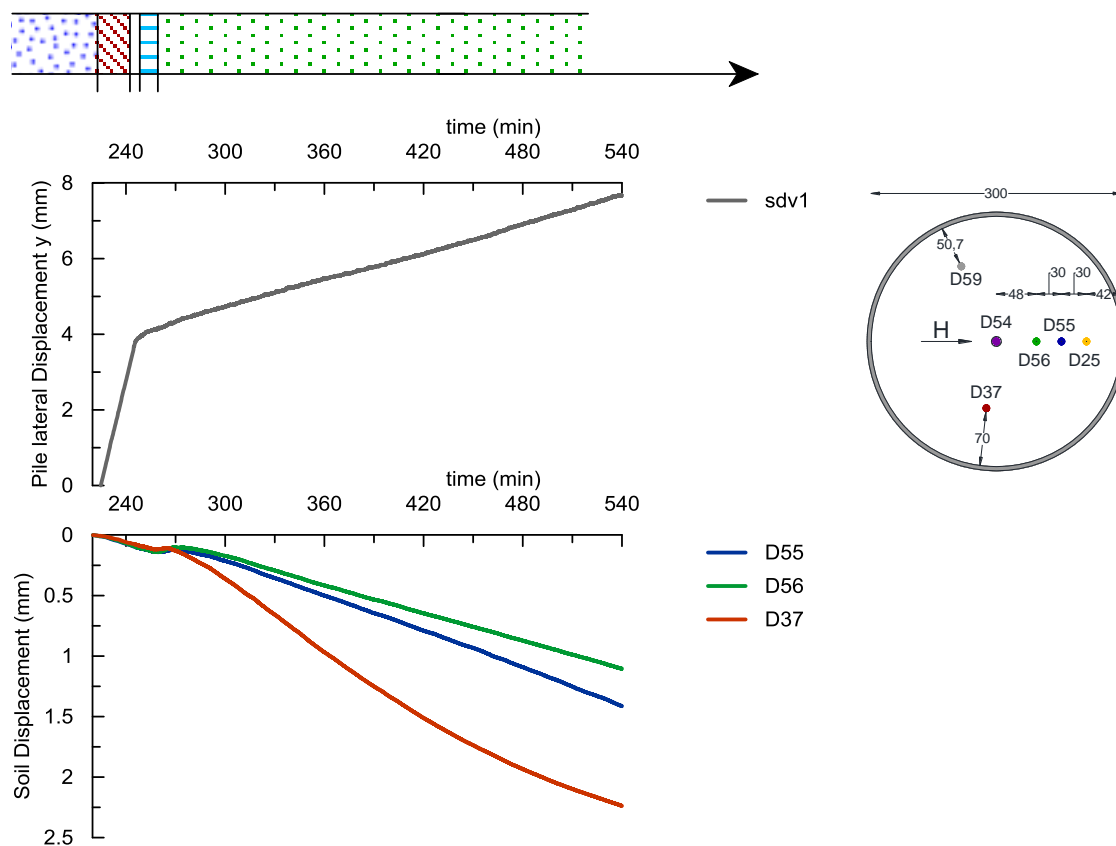 time (min)
240 300 360 420 480 540
8
6
4
2
0
Pile lateral Displacement y (mm)
sdv1
300
50,7
D59
30 30
48 42
H
D54 D55
D56 D25
D37
70
time (min)
240 300 360 420 480 540
0
0.5
1
1.5
2
2.5
Soil Displacement (mm)
D55
D56
D37